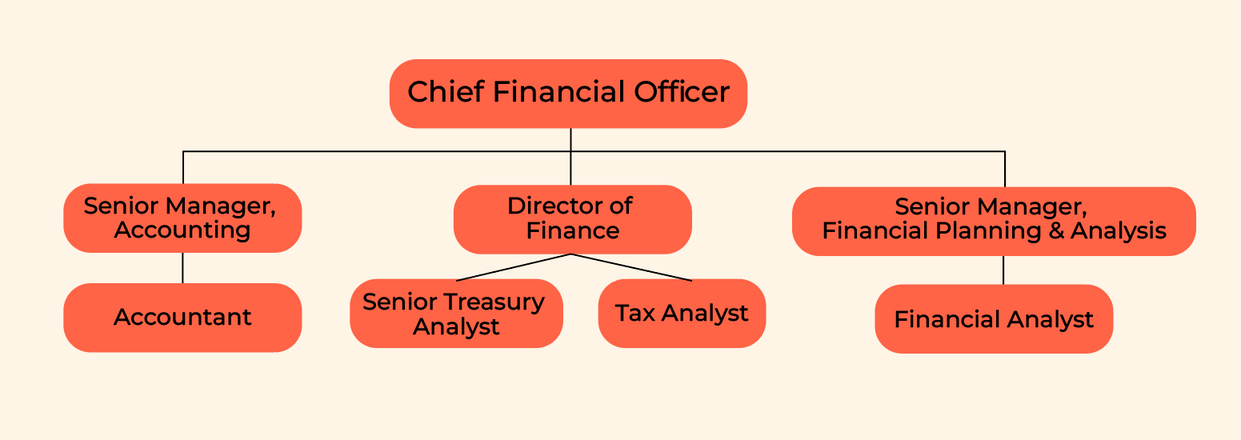 Chief Financial Officer
Senior Manager,
Accounting
Director of
Finance
Senior Manager,
Financial Planning & Analysis
Accountant
Senior Treasury
Analyst
Tax Analyst
Financial Analyst